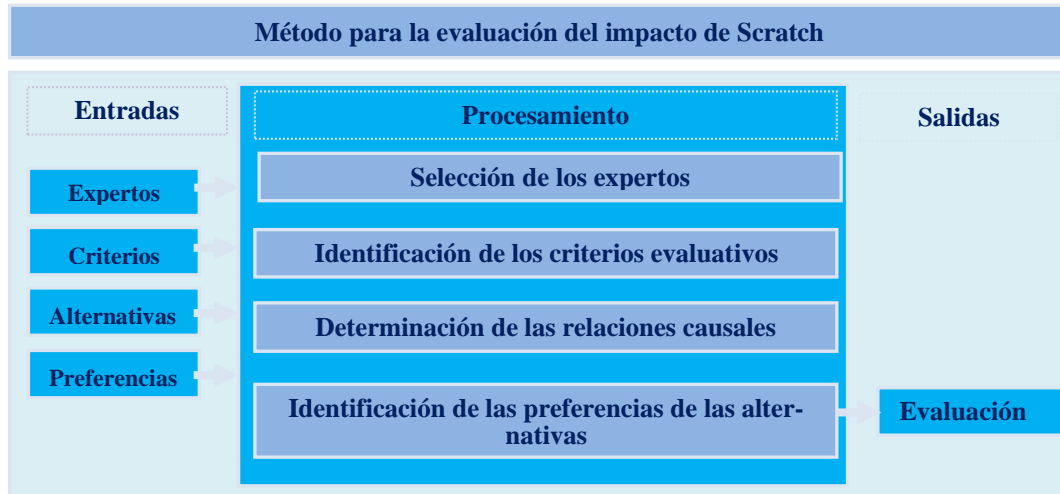 Método para la evaluación del impacto de Scratch
Entradas
Expertos
Criterios
Alternativas
Preferencias
Procesamiento
Selección de los expertos
Identificación de los criterios evaluativos
Determinación de las relaciones causales
Identificación de las preferencias de las alter-
nativas
Salidas
Evaluación